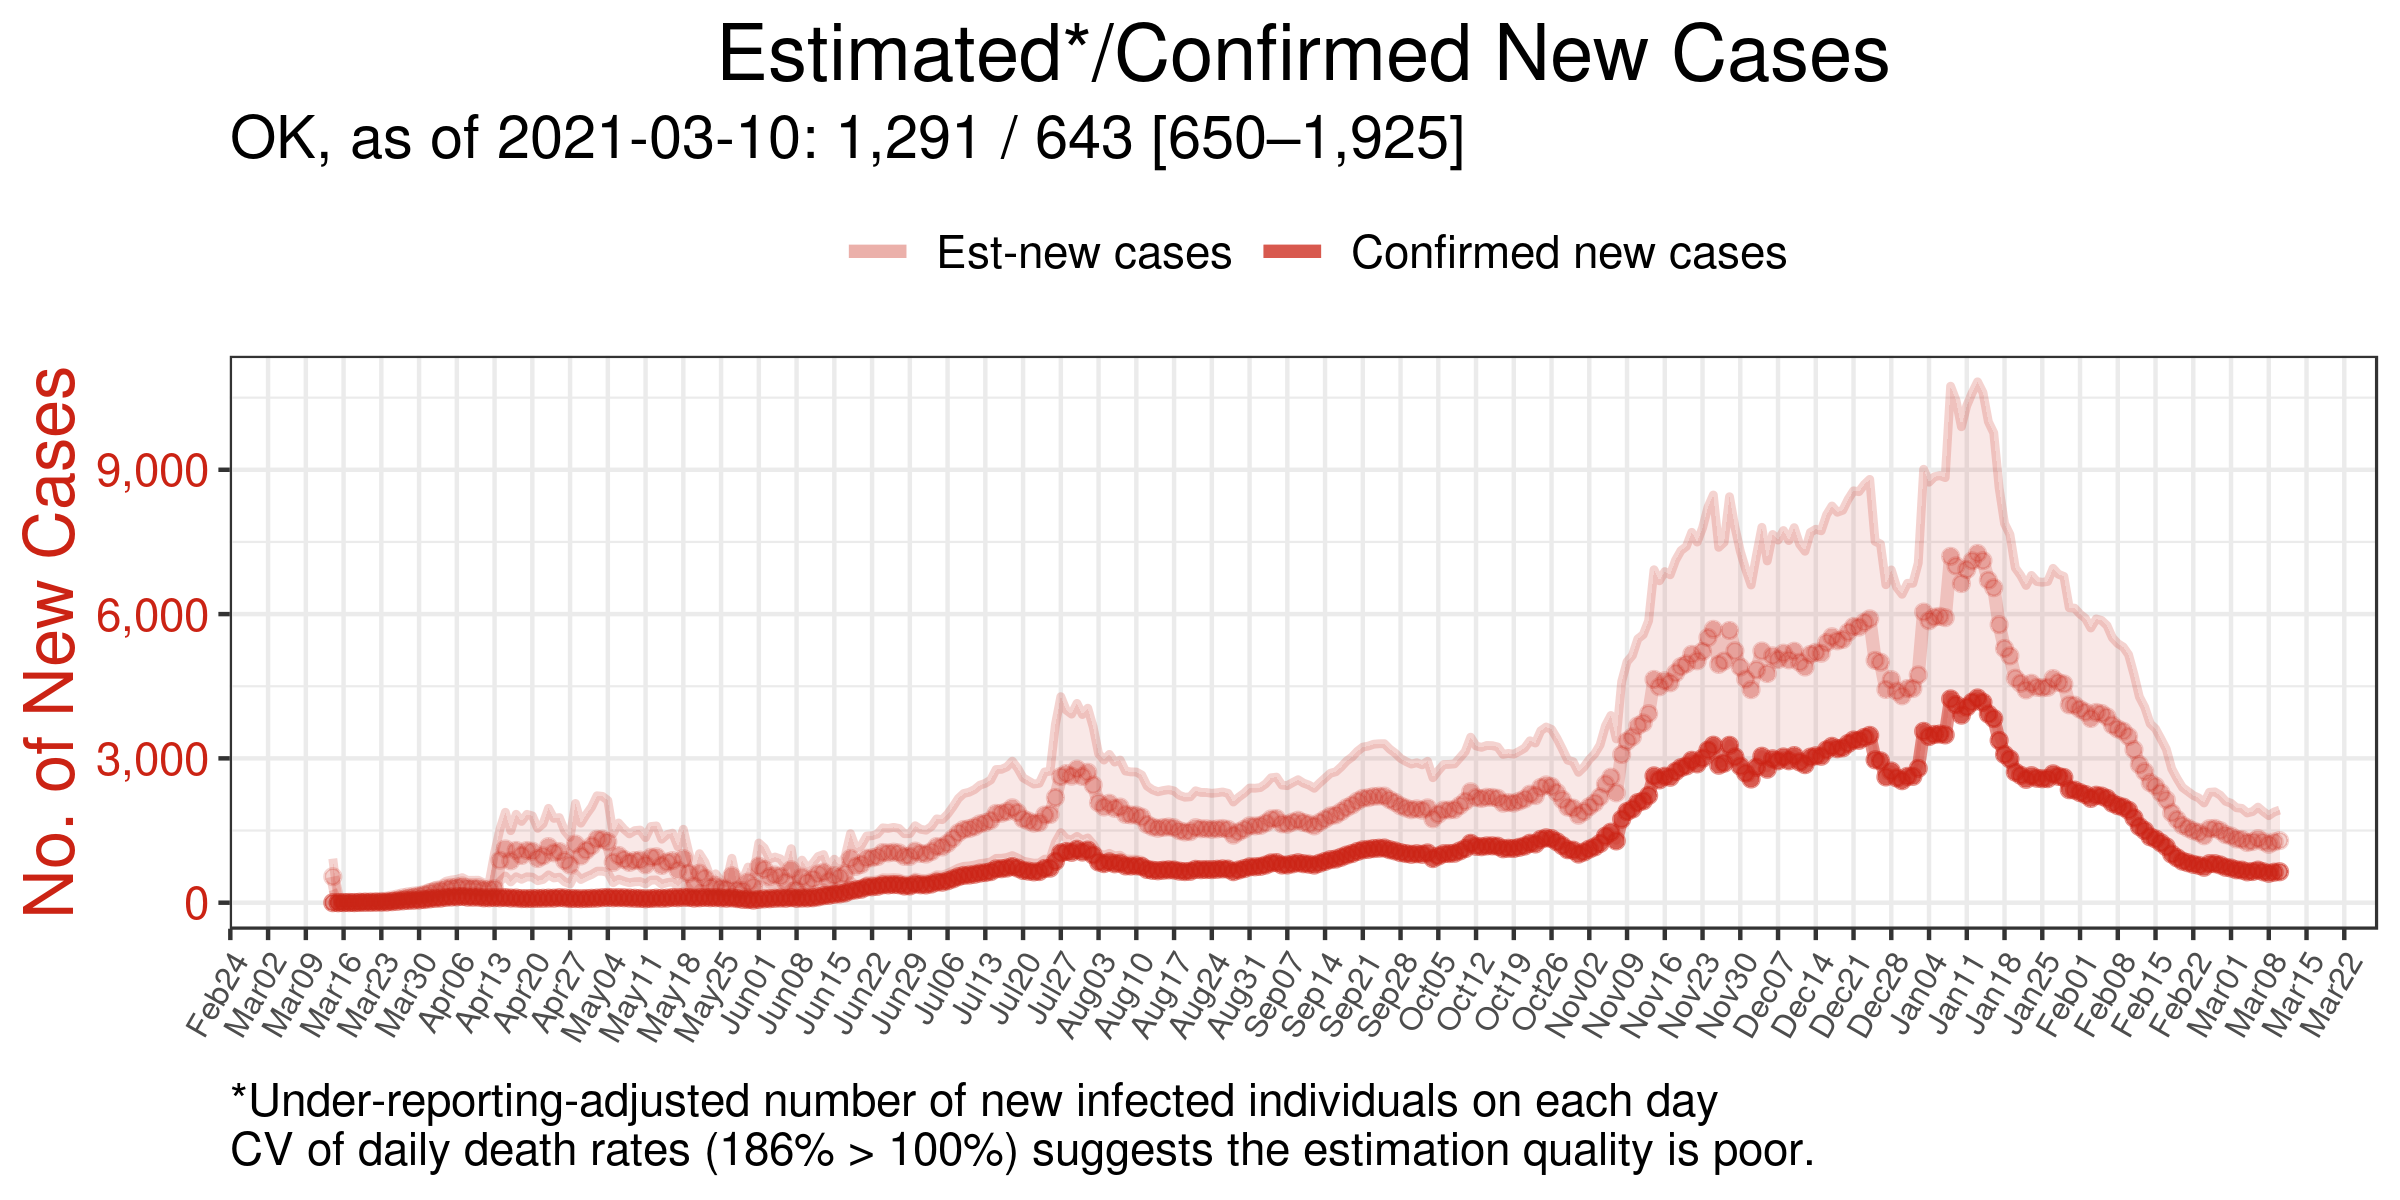 Estimated*/Confirmed New Cases
OK, as of 2021-03-10: 1,291 / 643 [650–1,925]
Est-new cases Confirmed new cases
No. of New Cases
9,000
6,000
3,000
0
Feb24 Mar02 Mar09 Mar16 Mar23 Mar30 Apr06 Apr13 Apr20 Apr27 May04 May11 May18 May25 Jun01 Jun08 Jun15 Jun22 Jun29 Jul06 Jul13 Jul20 Jul27 Aug03 Aug10 Aug17 Aug24 Aug31 Sep07 Sep14 Sep21 Sep28 Oct05 Oct12 Oct19 Oct26 Nov02 Nov09 Nov16 Nov23 Nov30 Dec07 Dec14 Dec21 Dec28 Jan04 Jan11 Jan18 Jan25 Feb01 Feb08 Feb15 Feb22 Mar01 Mar08 Mar15 Mar22
*Under-reporting-adjusted number of new infected individuals on each day
CV of daily death rates (186% > 100%) suggests the estimation quality is poor.